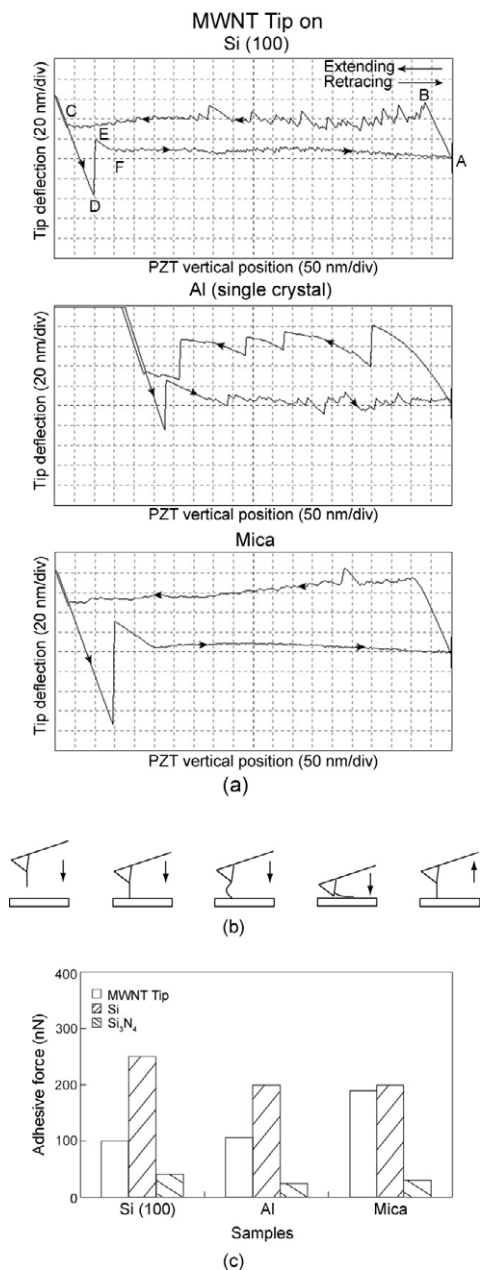 MWNT Tip on
Si (100)
Extending
Retracing
C
B
E
F
A
D
Tip deflection (20 nm/div)
PZT vertical position (50 nm/div)
Al (single crystal)
Tip deflection (20 nm/div)
PZT vertical position (50 nm/div)
Mica
Tip deflection (20 nm/div)
PZT vertical position (50 nm/div)
(a)
(b)
400
MWNT Tip
Si
Si₃N₄
300
200
100
0
Adhesive force (nN)
Si (100) Al Mica
Samples
(c)